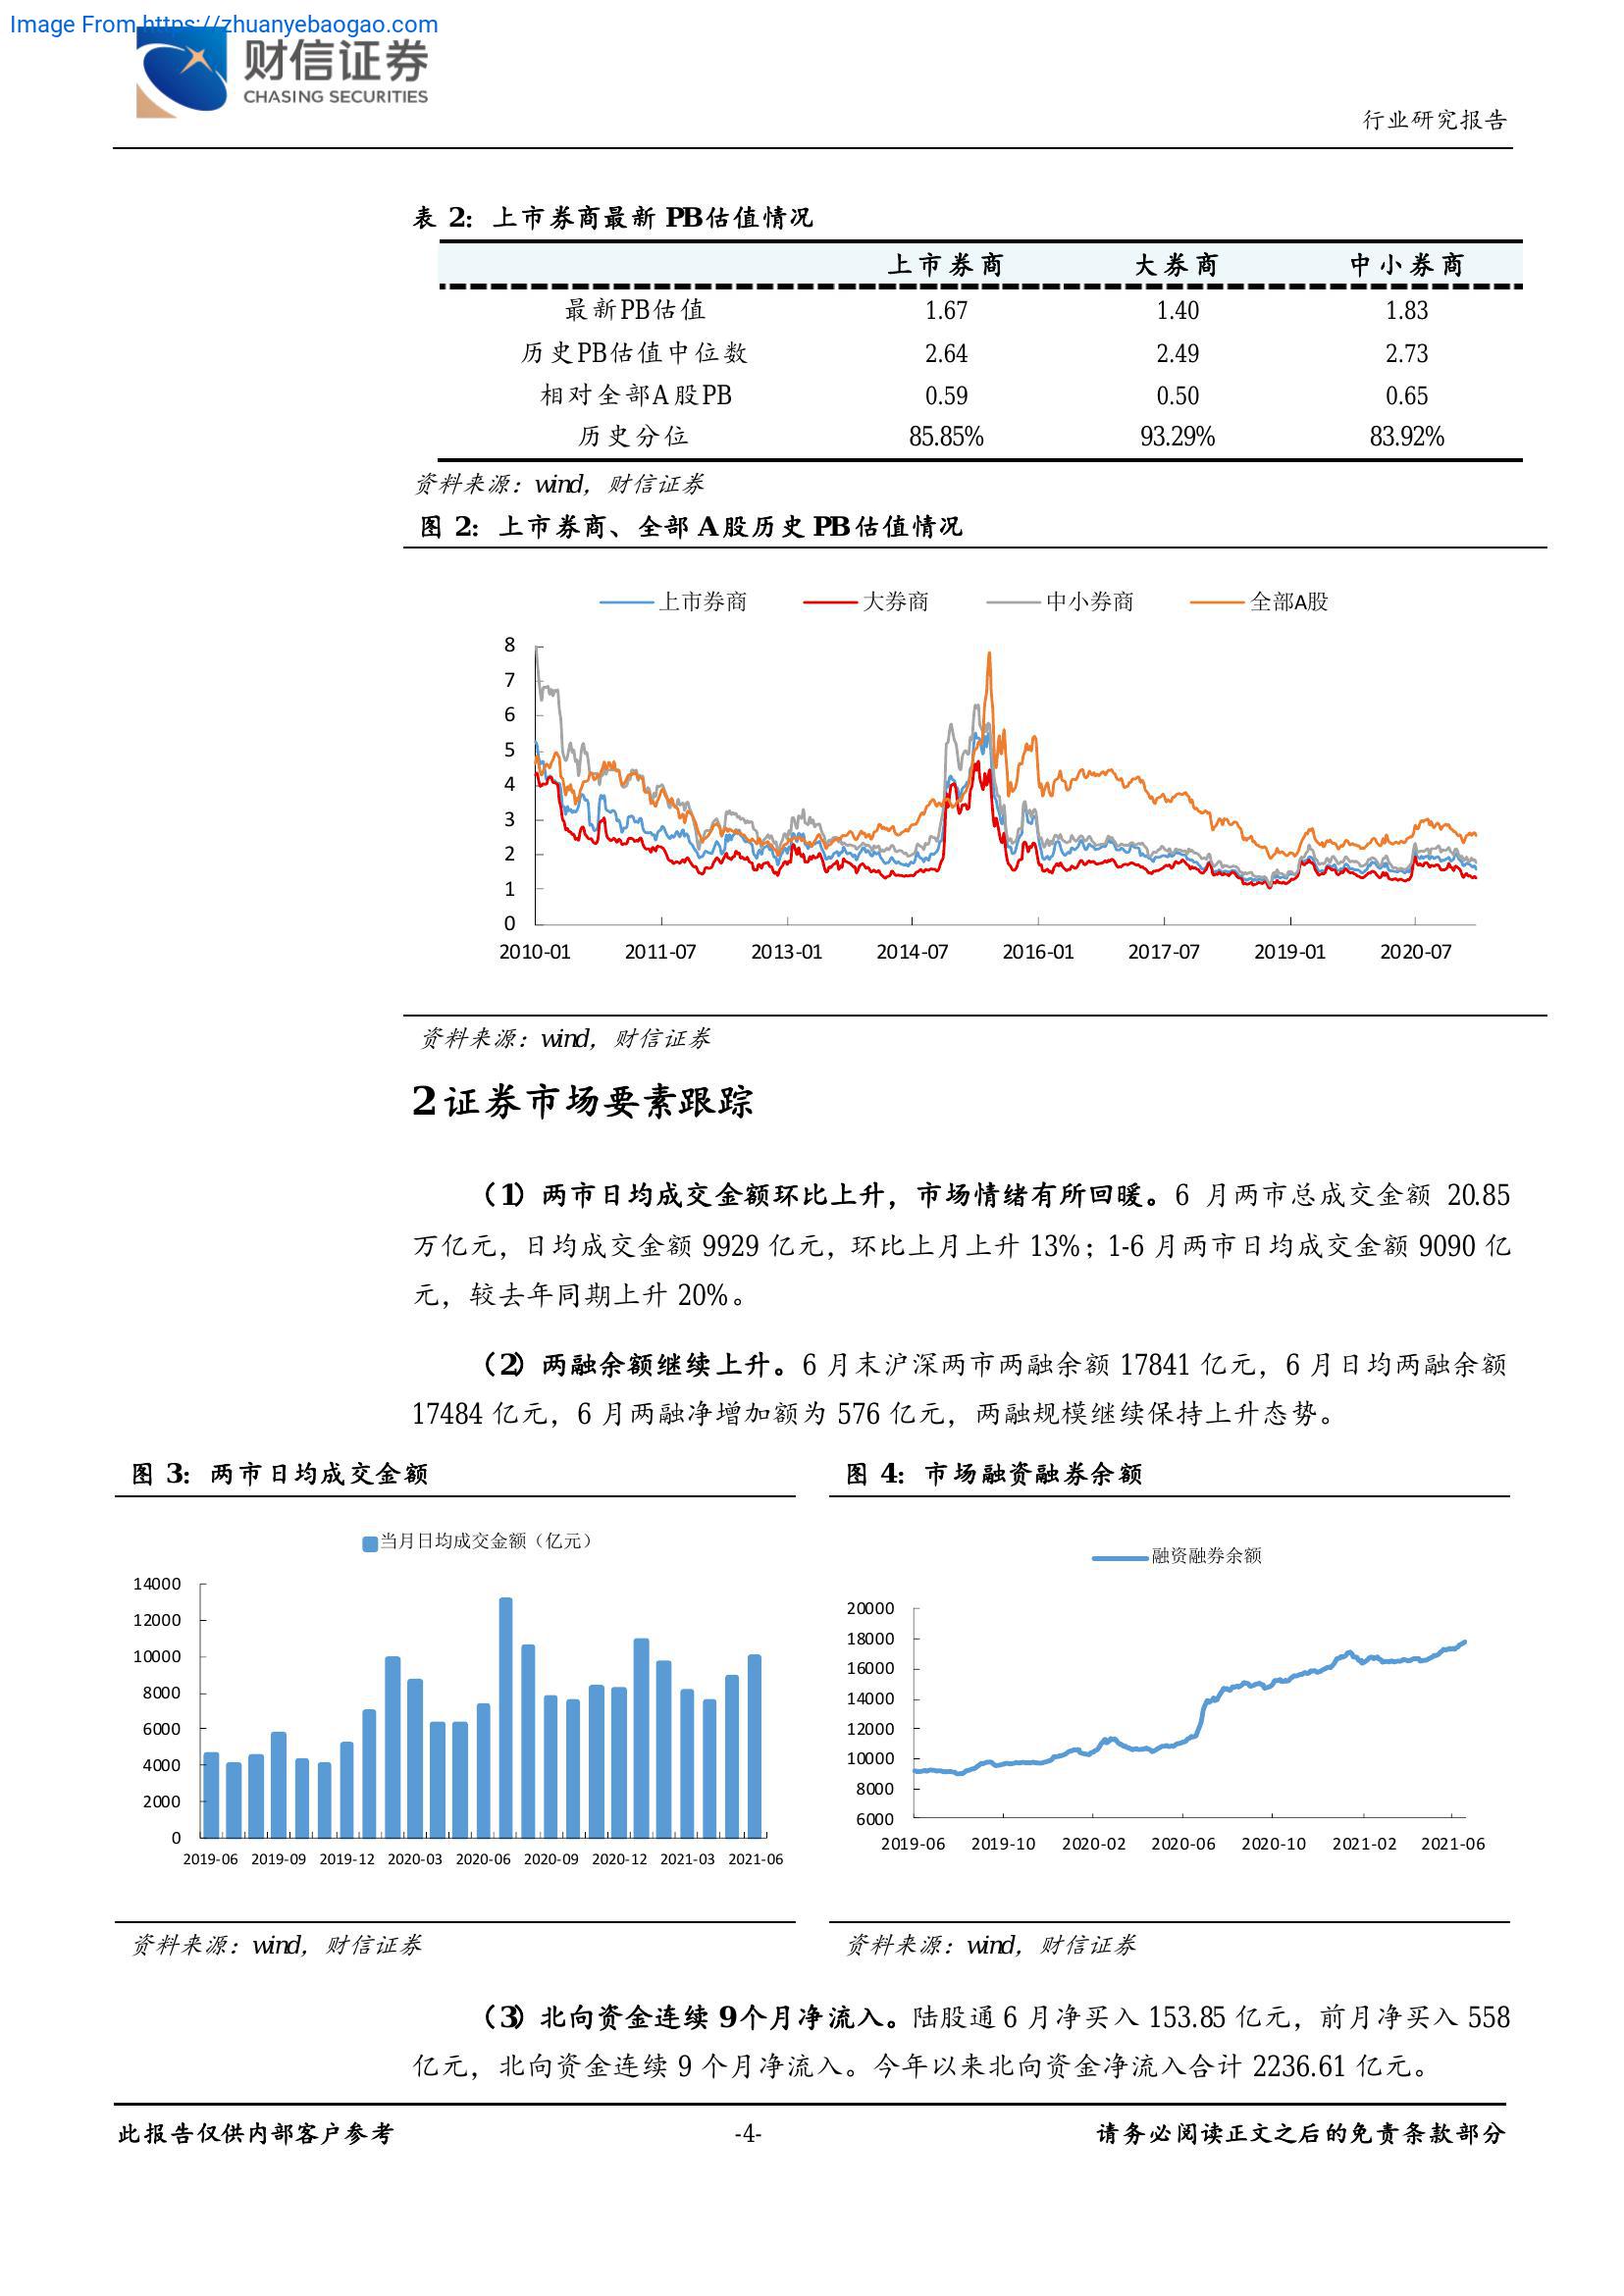 Image From https://zhuanyebaogao.com
财信证券
CHASING SECURITIES
行业研究报告
表 2：上市券商最新 PB 估值情况
上市券商 大券商 中小券商
最新PB估值 1.67 1.40 1.83
历史PB估值中位数 2.64 2.49 2.73
相对全部A股PB 0.59 0.50 0.65
历史分位 85.85% 93.29% 83.92%
资料来源：wind，财信证券
图 2：上市券商、全部 A 股历史 PB 估值情况
上市券商 大券商 中小券商 全部A股
8
7
6
5
4
3
2
1
0
2010-01 2011-07 2013-01 2014-07 2016-01 2017-07 2019-01 2020-07
资料来源：wind，财信证券
2 证券市场要素跟踪
（1）两市日均成交金额环比上升，市场情绪有所回暖。6 月两市总成交金额 20.85
万亿元，日均成交金额 9929 亿元，环比上月上升 13%；1-6 月两市日均成交金额 9090 亿
元，较去年同期上升 20%。
（2）两融余额继续上升。6 月末沪深两市两融余额 17841 亿元，6 月日均两融余额
17484 亿元，6 月两融净增加额为 576 亿元，两融规模继续保持上升态势。
图 3：两市日均成交金额
当月日均成交金额（亿元）
14000
12000
10000
8000
6000
4000
2000
0
2019-06 2019-09 2019-12 2020-03 2020-06 2020-09 2020-12 2021-03 2021-06
资料来源：wind，财信证券
图 4：市场融资融券余额
融资融券余额
20000
18000
16000
14000
12000
10000
8000
6000
2019-06 2019-10 2020-02 2020-06 2020-10 2021-02 2021-06
资料来源：wind，财信证券
（3）北向资金连续 9 个月净流入。陆股通 6 月净买入 153.85 亿元，前月净买入 558
亿元，北向资金连续 9 个月净流入。今年以来北向资金净流入合计 2236.61 亿元。
此报告仅供内部客户参考 -4- 请务必阅读正文之后的免责条款部分